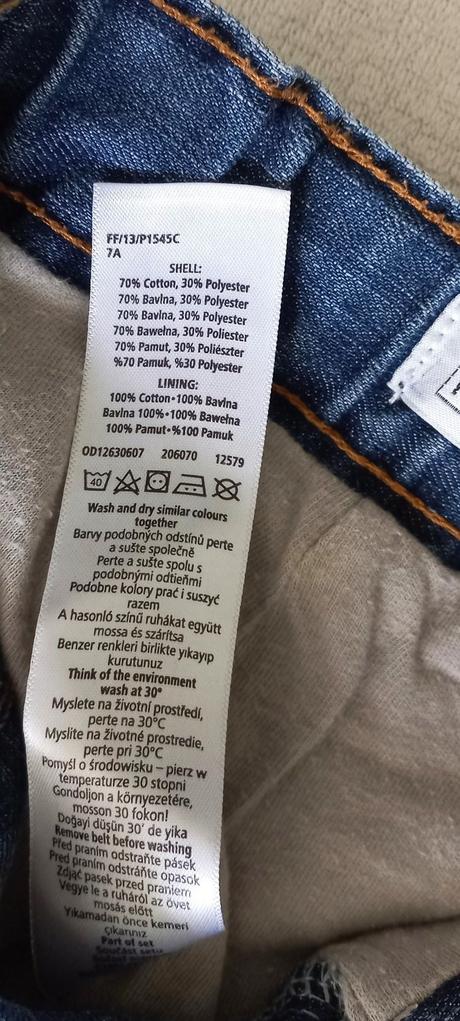 FF/13/P1545C
7A
SHELL:
70% Cotton, 30% Polyester
70% Bavlna, 30% Polyester
70% Bavlna, 30% Polyester
70% Bawełna, 30% Poliester
70% Pamut, 30% Poliészter
%70 Pamuk, %30 Polyester
LINING:
100% Cotton•100% Bavlna
Bavlna 100%•100% Bawełna
100% Pamut•%100 Pamuk
OD12630607 206070 12579
40
Wash and dry similar colours
together
Barvy podobných odstínů perte
a sušte společně
Perte a sušte spolu s
podobnými odtieňmi
Podobne kolory prać i suszyć
razem
A hasonló színű ruhákat együtt
mossa és szárítsa
Benzer renkleri birlikte yıkayıp
kurutunuz
Think of the environment
wash at 30°
Myslete na životní prostředí,
perte na 30°C
Myslite na životné prostredie,
perte pri 30°C
Pomyśl o środowisku – pierz w
temperaturze 30 stopni
Gondoljon a környezetére,
mosson 30 fokon!
Doğayi düşün 30' de yika
Remove belt before washing
Před praním odstraňte pásek
Pred praním odstráňte opasok
Zdjąć pasek przed praniem
Vegye le a ruháról az övet
mosás előtt
Yıkamadan önce kemeri
çıkarınız
Part of set
Součást setu